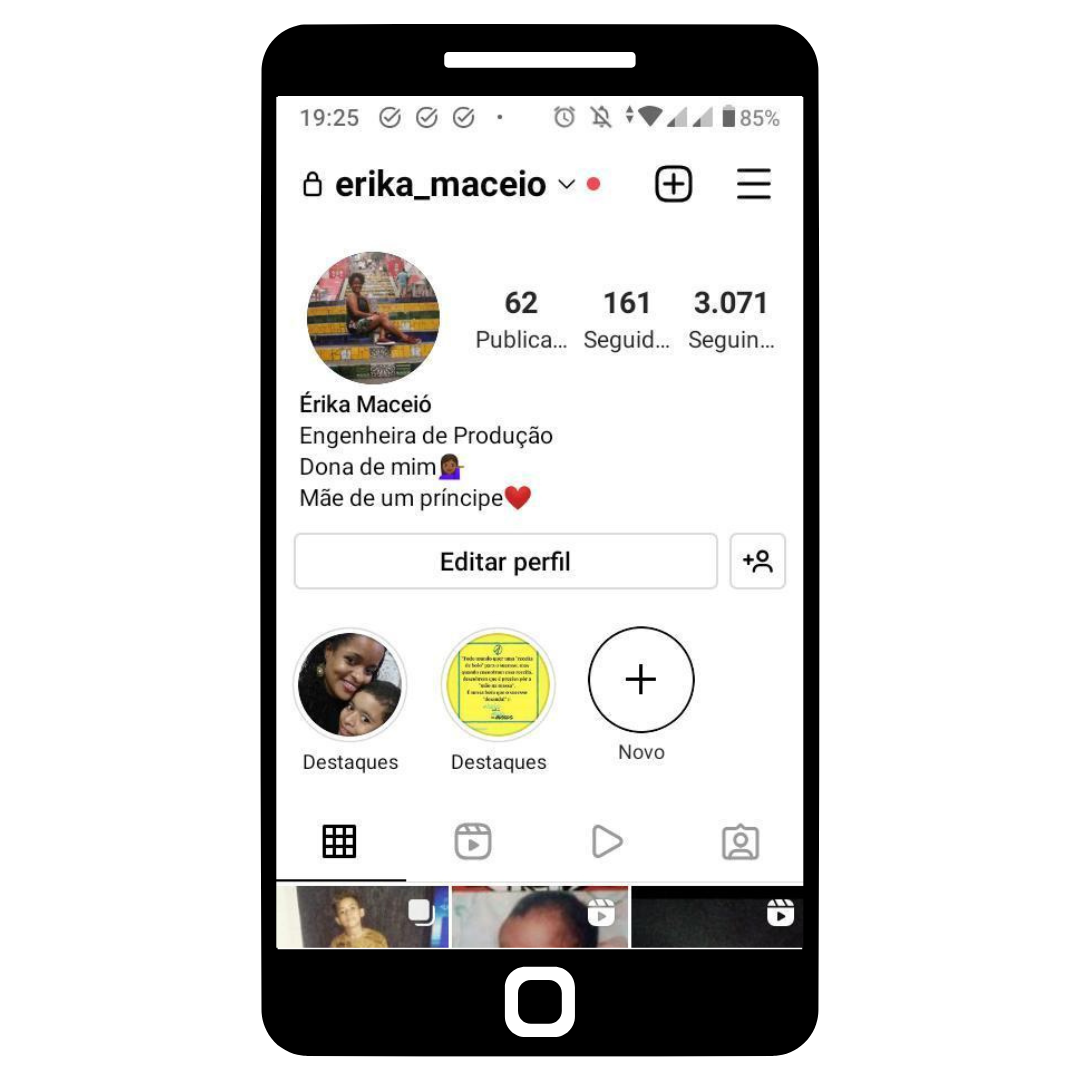 19:25
85%
erika_maceio
62 161 3.071
Publica... Seguid... Seguin...
Érika Maceió
Engenheira de Produção
Dona de mim
Mãe de um príncipe
Editar perfil
Destaques Destaques Novo